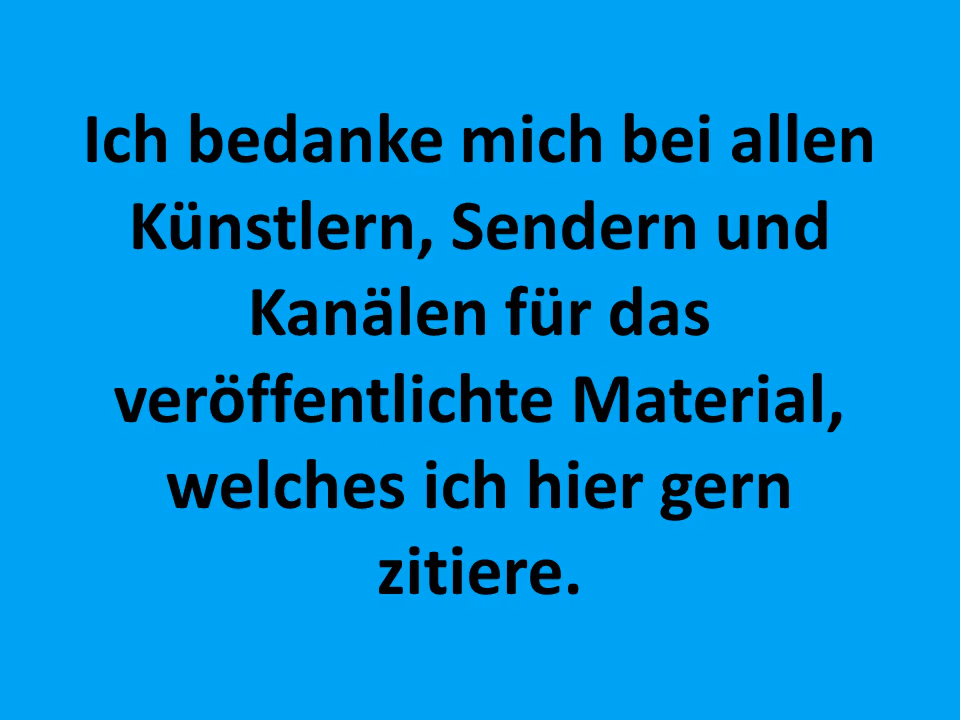 Ich bedanke mich bei allen
Künstlern, Sendern und
Kanälen für das
veröffentlichte Material,
welches ich hier gern
zitiere.